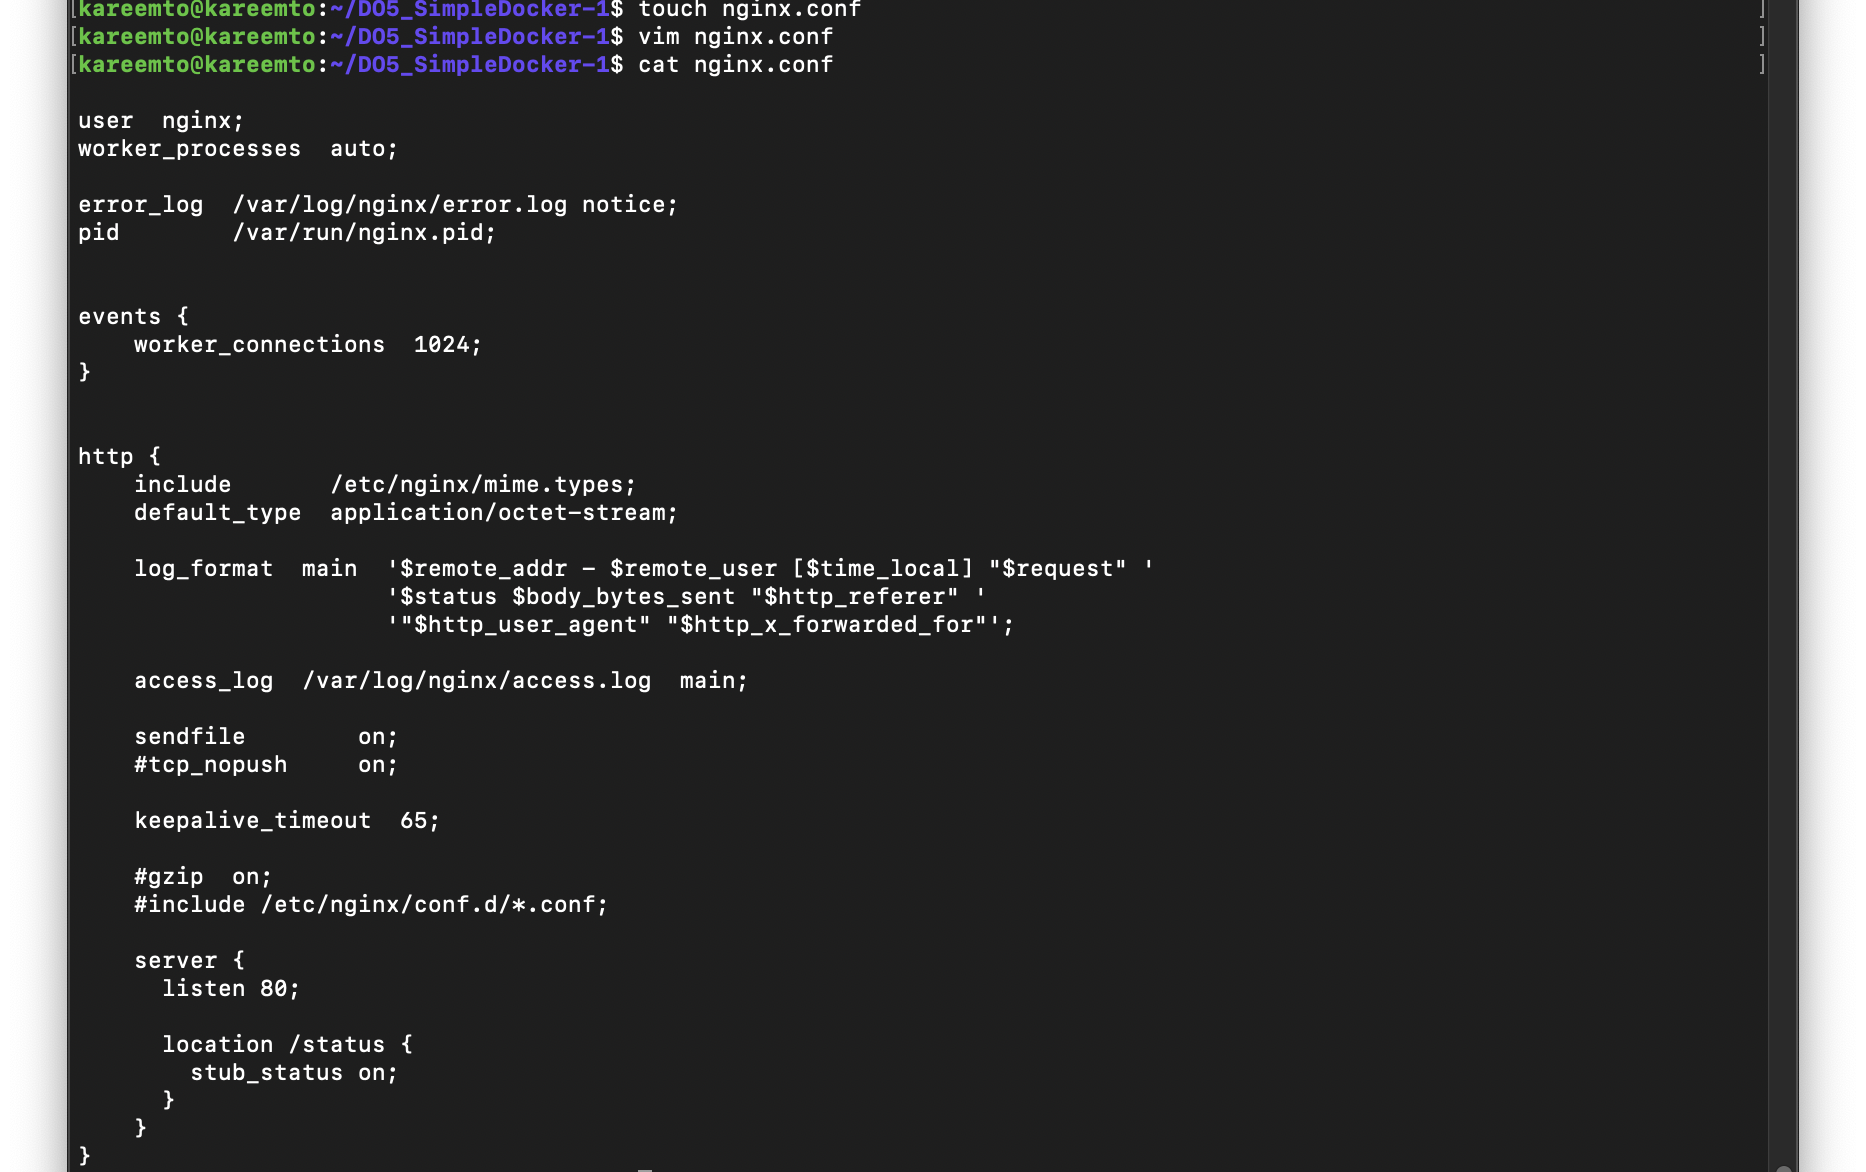 [kareemto@kareemto:~/DO5_SimpleDocker-1$ touch nginx.conf ]
[kareemto@kareemto:~/DO5_SimpleDocker-1$ vim nginx.conf ]
[kareemto@kareemto:~/DO5_SimpleDocker-1$ cat nginx.conf ]
user  nginx;
worker_processes  auto;
error_log  /var/log/nginx/error.log notice;
pid        /var/run/nginx.pid;
events {
    worker_connections  1024;
}
http {
    include       /etc/nginx/mime.types;
    default_type  application/octet-stream;
    log_format  main  '$remote_addr - $remote_user [$time_local] "$request" '
                      '$status $body_bytes_sent "$http_referer" '
                      '"$http_user_agent" "$http_x_forwarded_for"';
    access_log  /var/log/nginx/access.log  main;
    sendfile        on;
    #tcp_nopush     on;
    keepalive_timeout  65;
    #gzip  on;
    #include /etc/nginx/conf.d/*.conf;
    server {
      listen 80;
      location /status {
        stub_status on;
      }
    }
}